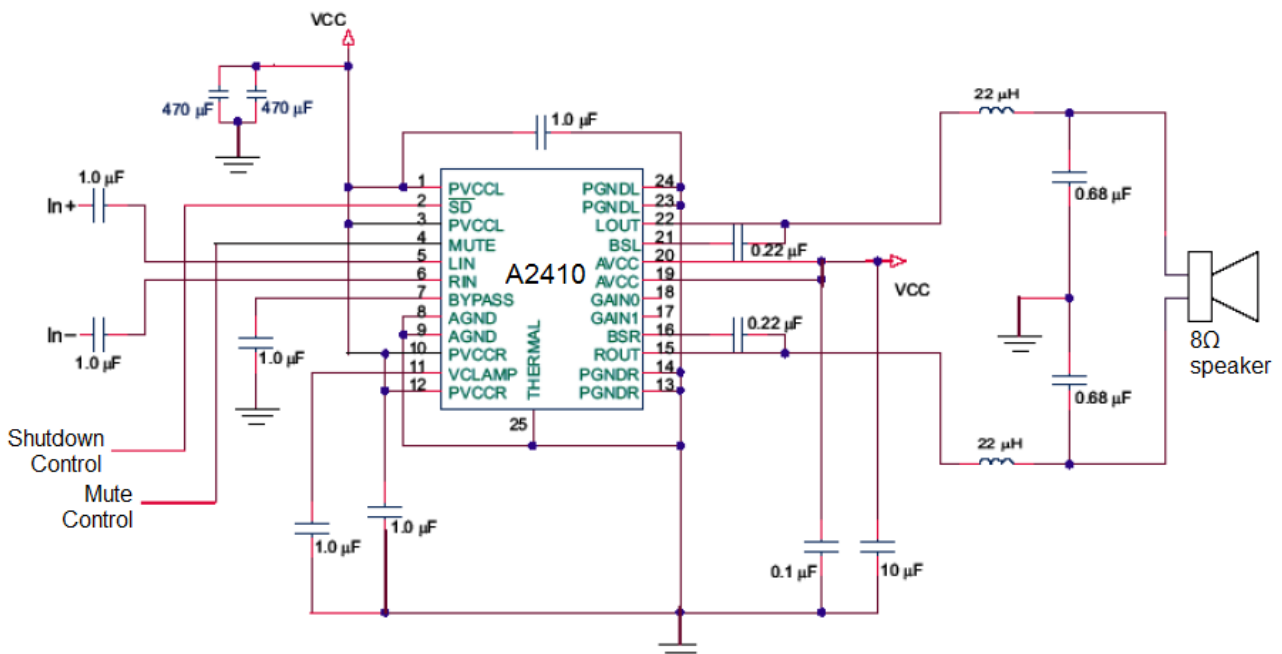 VCC
470 µF
470 µF
1.0 µF
22 µH
1.0 µF
In+
1 PVCCL
2 SD
3 PVCCL
4 MUTE
5 LIN
6 RIN
7 BYPASS
8 AGND
9 AGND
10 PVCCR
11 VCLAMP
12 PVCCR
A2410
THERMAL
25
PGNDL 24
PGNDL 23
LOUT 22
BSL 21
AVCC 20
AVCC 19
GAIN0 18
GAIN1 17
BSR 16
ROUT 15
PGNDR 14
PGNDR 13
0.68 µF
0.22 µF
VCC
In−
1.0 µF
1.0 µF
0.22 µF
8Ω
speaker
0.68 µF
Shutdown
Control
Mute
Control
22 µH
1.0 µF
1.0 µF
0.1 µF
10 µF